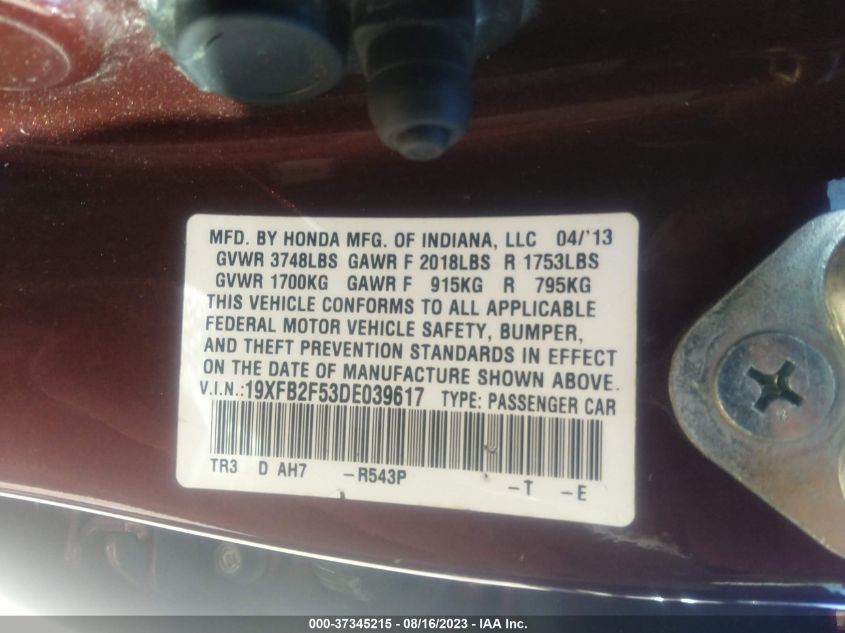 MFD. BY HONDA MFG. OF INDIANA, LLC 04/'13
GVWR 3748LBS GAWR F 2018LBS R 1753LBS
GVWR 1700KG GAWR F 915KG R 795KG
THIS VEHICLE CONFORMS TO ALL APPLICABLE
FEDERAL MOTOR VEHICLE SAFETY, BUMPER,
AND THEFT PREVENTION STANDARDS IN EFFECT
ON THE DATE OF MANUFACTURE SHOWN ABOVE.
V.I.N.:19XFB2F53DE039617 TYPE: PASSENGER CAR
TR3 D AH7 –R543P –T –E
000-37345215 - 08/16/2023 - IAA Inc.